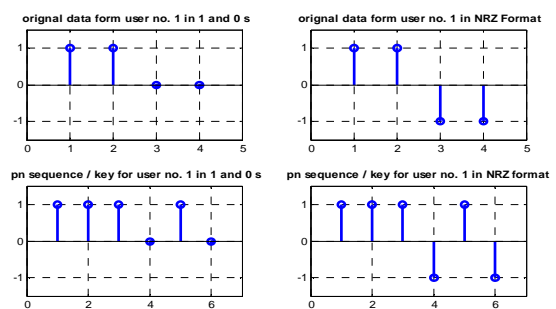 orignal data form user no. 1 in 1 and 0 s
1
0
-1
0 1 2 3 4 5
orignal data form user no. 1 in NRZ Format
1
0
-1
0 1 2 3 4 5
pn sequence / key for user no. 1 in 1 and 0 s
1
0
-1
0 2 4 6
pn sequence / key for user no. 1 in NRZ format
1
0
-1
0 2 4 6